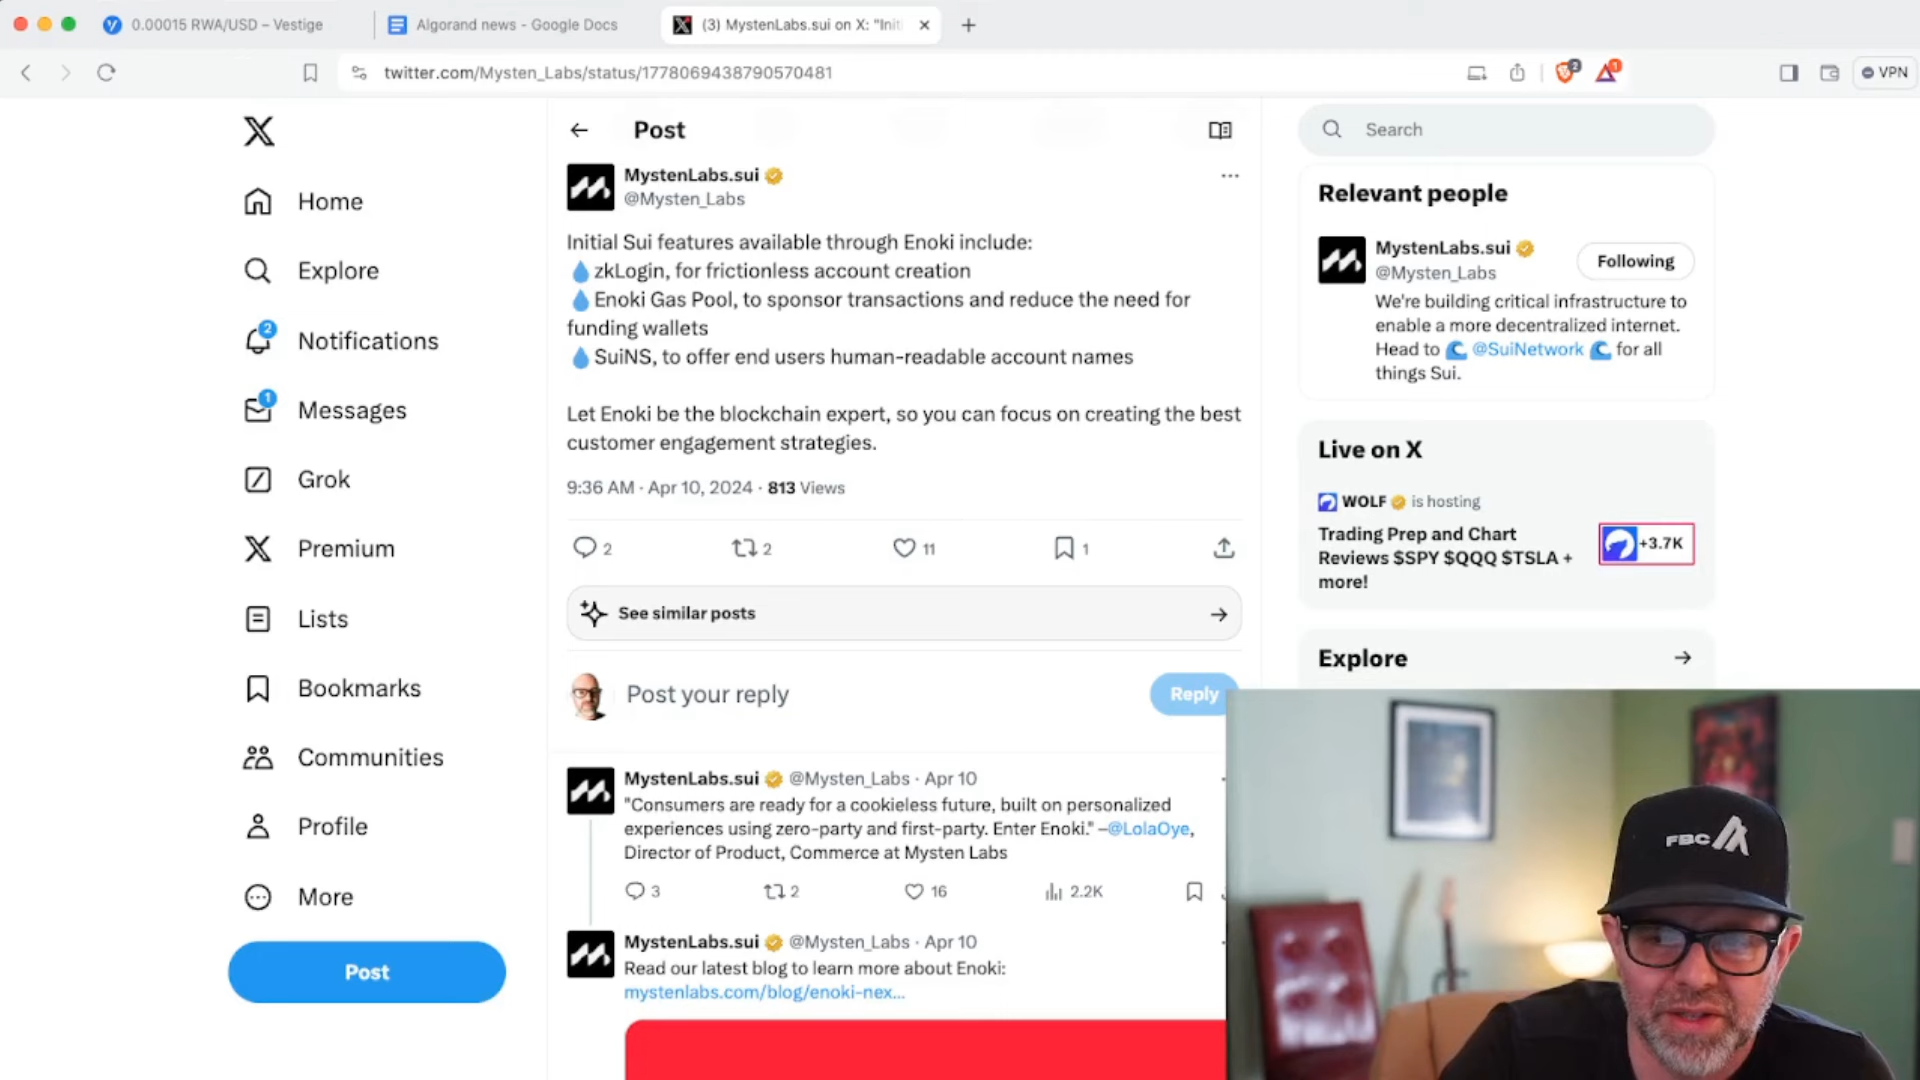 0.00015 RWA/USD – Vestige
Algorand news - Google Docs
(3) MystenLabs.sui on X: "Init
twitter.com/Mysten_Labs/status/1778069438790570481
2
1
VPN
Home
Explore
2
Notifications
1
Messages
Grok
Premium
Lists
Bookmarks
Communities
Profile
More
Post
Post
MystenLabs.sui
@Mysten_Labs
Initial Sui features available through Enoki include:
zkLogin, for frictionless account creation
Enoki Gas Pool, to sponsor transactions and reduce the need for
funding wallets
SuiNS, to offer end users human-readable account names
Let Enoki be the blockchain expert, so you can focus on creating the best
customer engagement strategies.
9:36 AM · Apr 10, 2024 · 813 Views
2 2 11 1
See similar posts
Post your reply
Reply
MystenLabs.sui @Mysten_Labs · Apr 10
"Consumers are ready for a cookieless future, built on personalized
experiences using zero-party and first-party. Enter Enoki." –@LolaOye,
Director of Product, Commerce at Mysten Labs
3 2 16 2.2K
MystenLabs.sui @Mysten_Labs · Apr 10
Read our latest blog to learn more about Enoki:
mystenlabs.com/blog/enoki-nex...
Search
Relevant people
MystenLabs.sui
@Mysten_Labs
Following
We're building critical infrastructure to
enable a more decentralized internet.
Head to @SuiNetwork for all
things Sui.
Live on X
WOLF is hosting
Trading Prep and Chart
Reviews $SPY $QQQ $TSLA +
more!
+3.7K
Explore
FBC